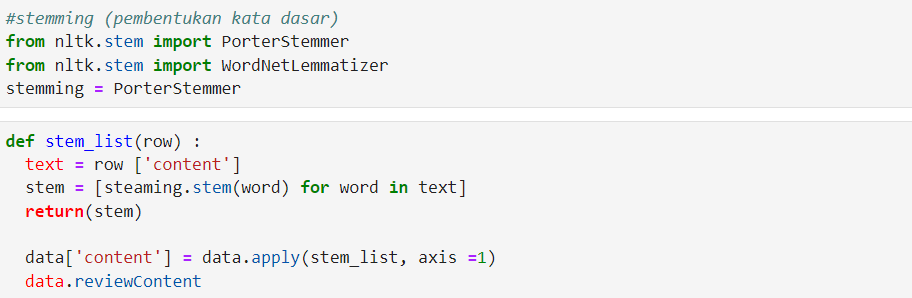 #stemming (pembentukan kata dasar)
from nltk.stem import PorterStemmer
from nltk.stem import WordNetLemmatizer
stemming = PorterStemmer
def stem_list(row) :
text = row ['content']
stem = [steaming.stem(word) for word in text]
return(stem)
data['content'] = data.apply(stem_list, axis =1)
data.reviewContent